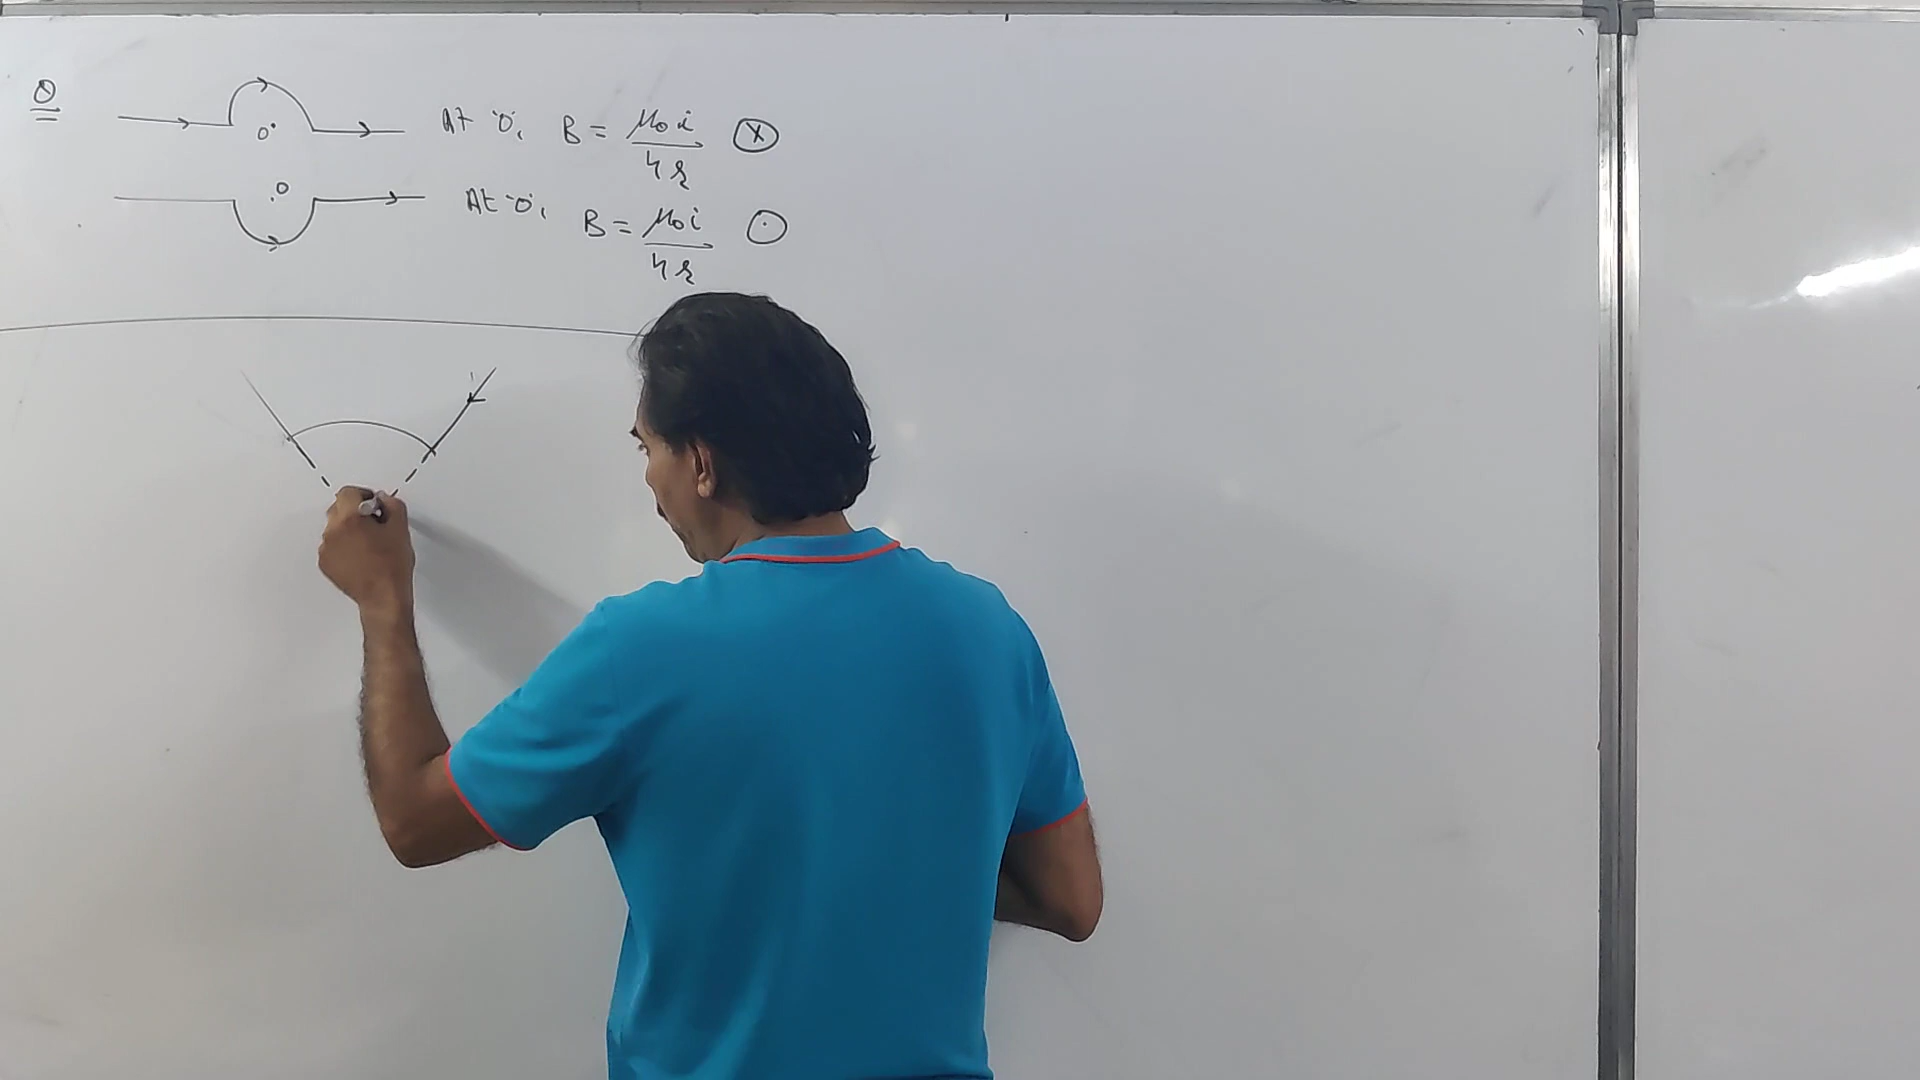 Q
O At 'O', B = μ₀i / 4r ⊗
O At 'O', B = μ₀i / 4r ⊙